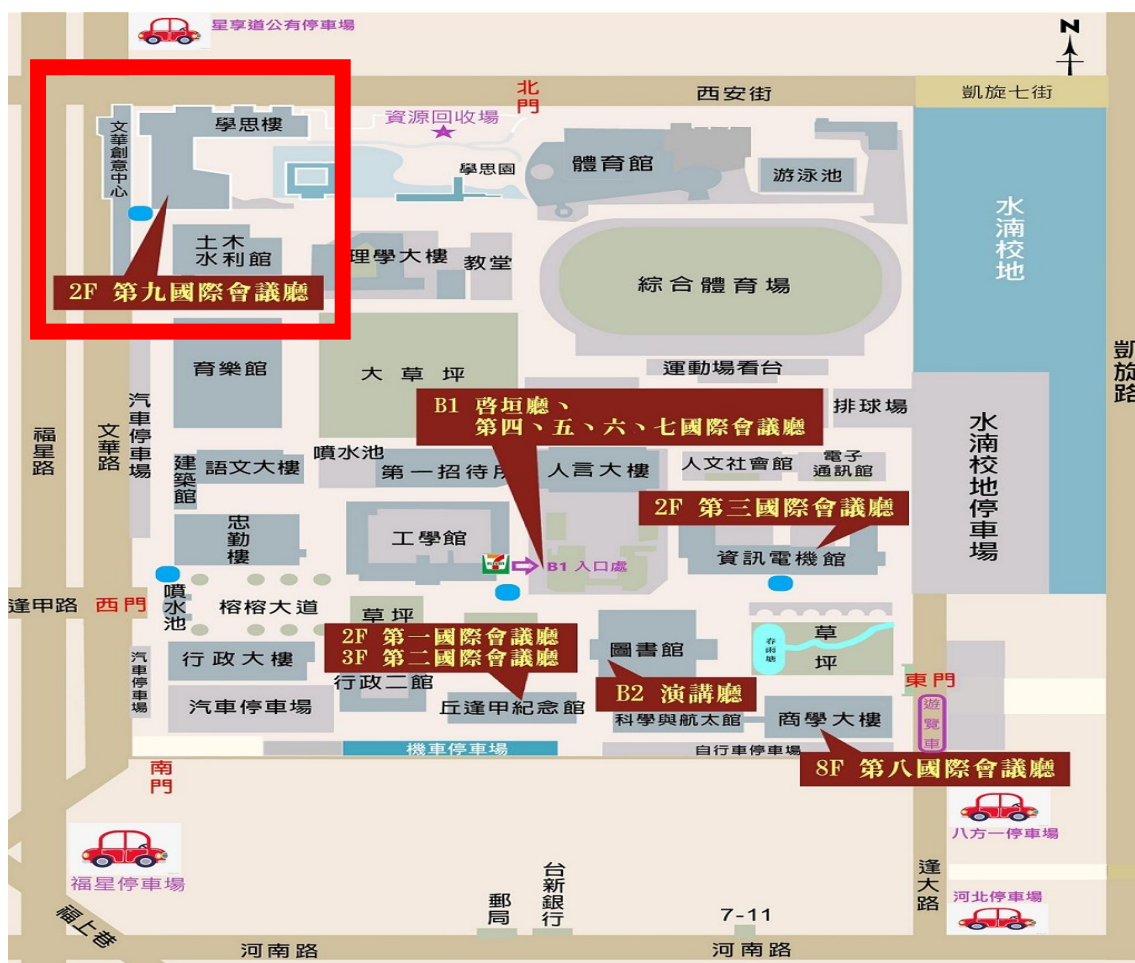 星享道公有停車場
N
北門
西安街
凱旋七街
文華創意中心
學思樓
資源回收場
學思園
體育館
游泳池
水湳校地
土木
水利館
理學大樓
教堂
綜合體育場
2F 第九國際會議廳
育樂館
大草坪
運動場看台
排球場
凱旋路
B1 啓垣廳、
第四、五、六、七國際會議廳
福星路
文華路
汽車停車場
建築館
語文大樓
噴水池
第一招待所
人言大樓
人文社會館
電子
通訊館
水湳校地停車場
2F 第三國際會議廳
忠勤樓
工學館
資訊電機館
B1 入口處
逢甲路
西門
噴水池
榕榕大道
草坪
2F 第一國際會議廳
3F 第二國際會議廳
圖書館
春雨塘
草坪
汽車停車場
行政大樓
行政二館
B2 演講廳
東門
汽車停車場
丘逢甲紀念館
科學與航太館
商學大樓
遊覽車
機車停車場
自行車停車場
南門
8F 第八國際會議廳
八方一停車場
福星停車場
逢大路
河北停車場
福上巷
郵局
台新銀行
7-11
河南路
河南路